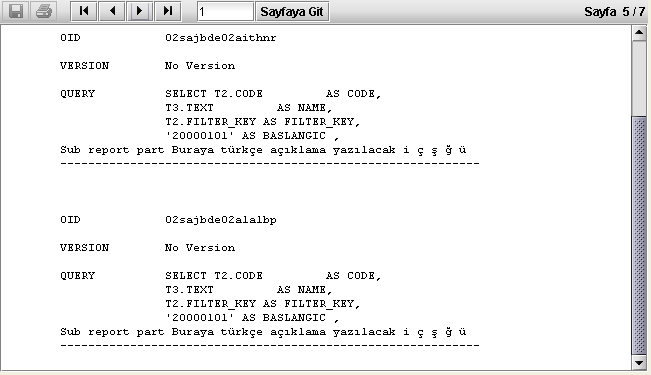 1 Sayfaya Git Sayfa 5 / 7
OID 02sajbde02aithnr
VERSION No Version
QUERY SELECT T2.CODE AS CODE,
T3.TEXT AS NAME,
T2.FILTER_KEY AS FILTER_KEY,
'20000101' AS BASLANGIC ,
Sub report part Buraya türkçe açıklama yazılacak i ç ş ğ ü
------------------------------------------------------------
OID 02sajbde02alalbp
VERSION No Version
QUERY SELECT T2.CODE AS CODE,
T3.TEXT AS NAME,
T2.FILTER_KEY AS FILTER_KEY,
'20000101' AS BASLANGIC ,
Sub report part Buraya türkçe açıklama yazılacak i ç ş ğ ü
------------------------------------------------------------